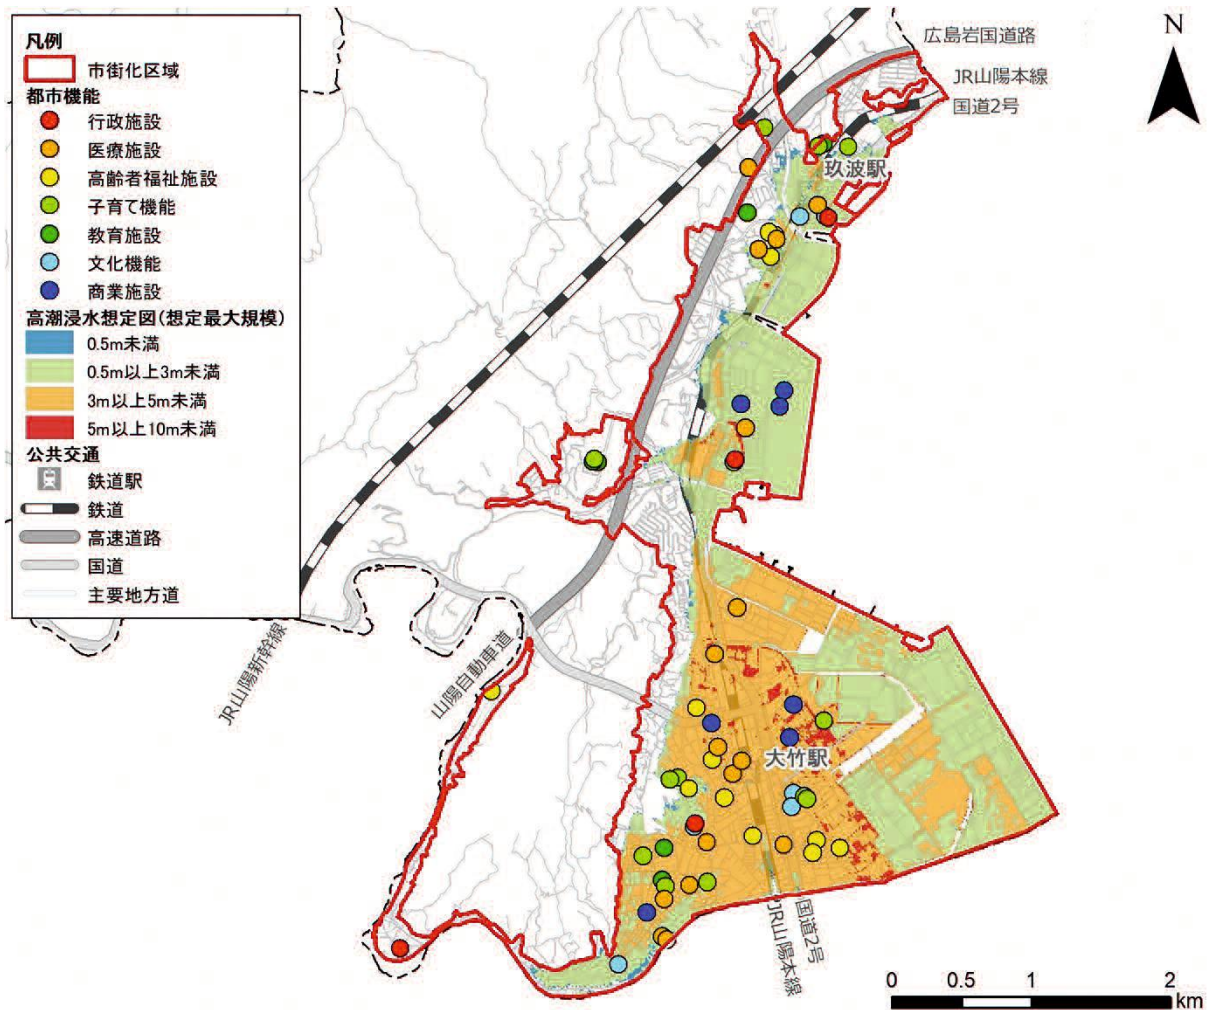 凡例
市街化区域
都市機能
行政施設
医療施設
高齢者福祉施設
子育て機能
教育施設
文化機能
商業施設
高潮浸水想定図(想定最大規模)
0.5m未満
0.5m以上3m未満
3m以上5m未満
5m以上10m未満
公共交通
鉄道駅
鉄道
高速道路
国道
主要地方道
広島岩国道路
JR山陽本線
国道2号
N
玖波駅
JR山陽新幹線
山陽自動車道
大竹駅
国道2号
JR山陽本線
0 0.5 1 2
km